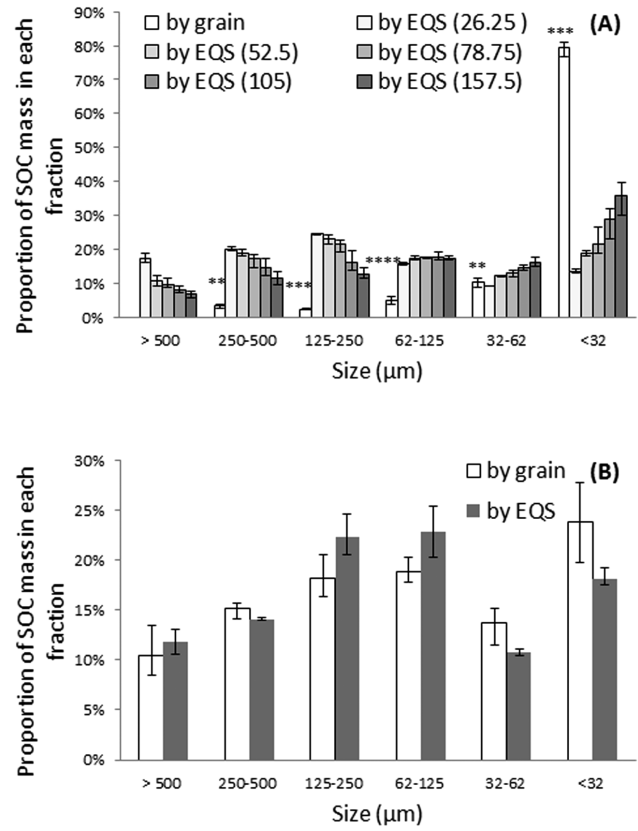 Proportion of SOC mass in each fraction
90%
80%
70%
60%
50%
40%
30%
20%
10%
0%
by grain
by EQS (26.25 )
by EQS (52.5)
by EQS (78.75)
by EQS (105)
by EQS (157.5)
(A)
**
***
****
**
***
> 500
250-500
125-250
62-125
32-62
<32
Size (µm)
Proportion of SOC mass in each fraction
30%
25%
20%
15%
10%
5%
0%
by grain
by EQS
(B)
> 500
250-500
125-250
62-125
32-62
<32
Size (µm)